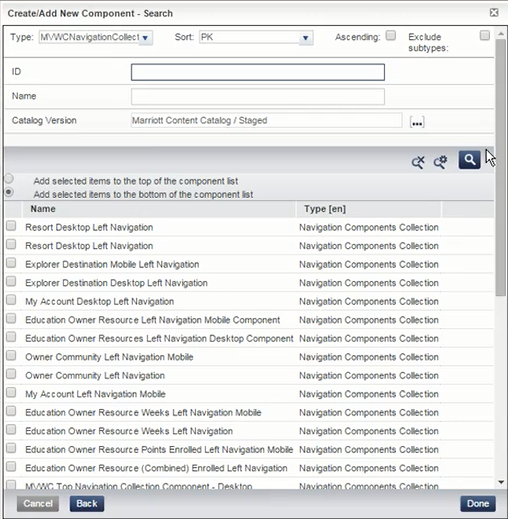 Create/Add New Component - Search
Type: MVWCNavigationCollect Sort: PK Ascending: Exclude subtypes:
ID
Name
Catalog Version Marriott Content Catalog / Staged ...
Add selected items to the top of the component list
Add selected items to the bottom of the component list
Name Type [en]
Resort Desktop Left Navigation Navigation Components Collection
Resort Desktop Left Navigation Navigation Components Collection
Explorer Destination Mobile Left Navigation Navigation Components Collection
Explorer Destination Desktop Left Navigation Navigation Components Collection
My Account Desktop Left Navigation Navigation Components Collection
Education Owner Resource Left Navigation Mobile Component Navigation Components Collection
Education Owner Resources Left Navigation Desktop Component Navigation Components Collection
Owner Community Left Navigation Mobile Navigation Components Collection
Owner Community Left Navigation Navigation Components Collection
My Account Left Navigation Mobile Navigation Components Collection
Education Owner Resource Weeks Left Navigation Mobile Navigation Components Collection
Education Owner Resource Weeks Left Navigation Navigation Components Collection
Education Owner Resource Points Enrolled Left Navigation Mobile Navigation Components Collection
Education Owner Resource (Combined) Enrolled Left Navigation Navigation Components Collection
MVWC Top Navigation Collection Component - Desktop Navigation Components Collection
Cancel Back Done